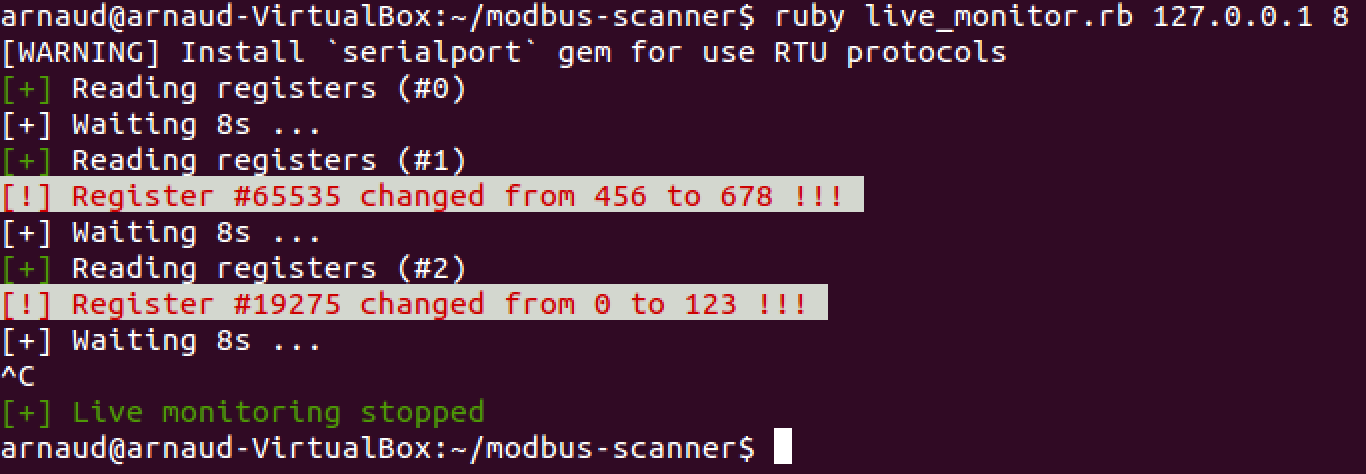 arnaud@arnaud-VirtualBox:~/modbus-scanner$ ruby live_monitor.rb 127.0.0.1 8
[WARNING] Install `serialport` gem for use RTU protocols
[+] Reading registers (#0)
[+] Waiting 8s ...
[+] Reading registers (#1)
[!] Register #65535 changed from 456 to 678 !!!
[+] Waiting 8s ...
[+] Reading registers (#2)
[!] Register #19275 changed from 0 to 123 !!!
[+] Waiting 8s ...
^C
[+] Live monitoring stopped
arnaud@arnaud-VirtualBox:~/modbus-scanner$